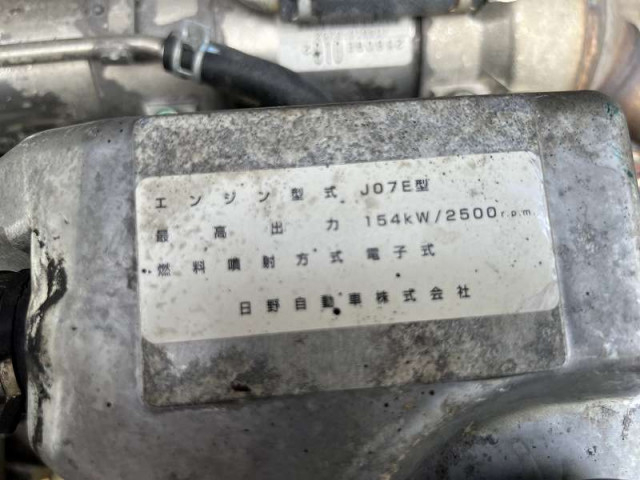 エンジン型式 J07E型
最高出力 154kW/2500r.p.m.
燃料噴射方式 電子式
日野自動車株式会社